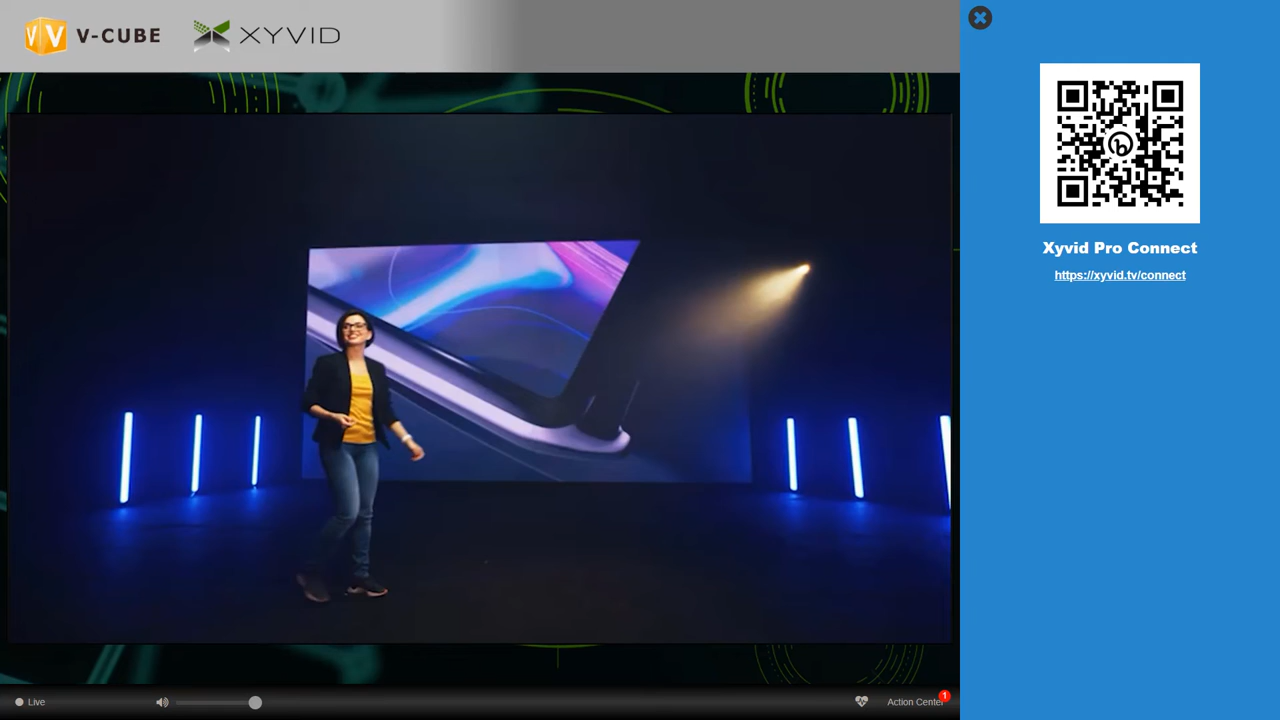 V-CUBE
XYVID
Xyvid Pro Connect
https://xyvid.tv/connect
Live
Action Center
1